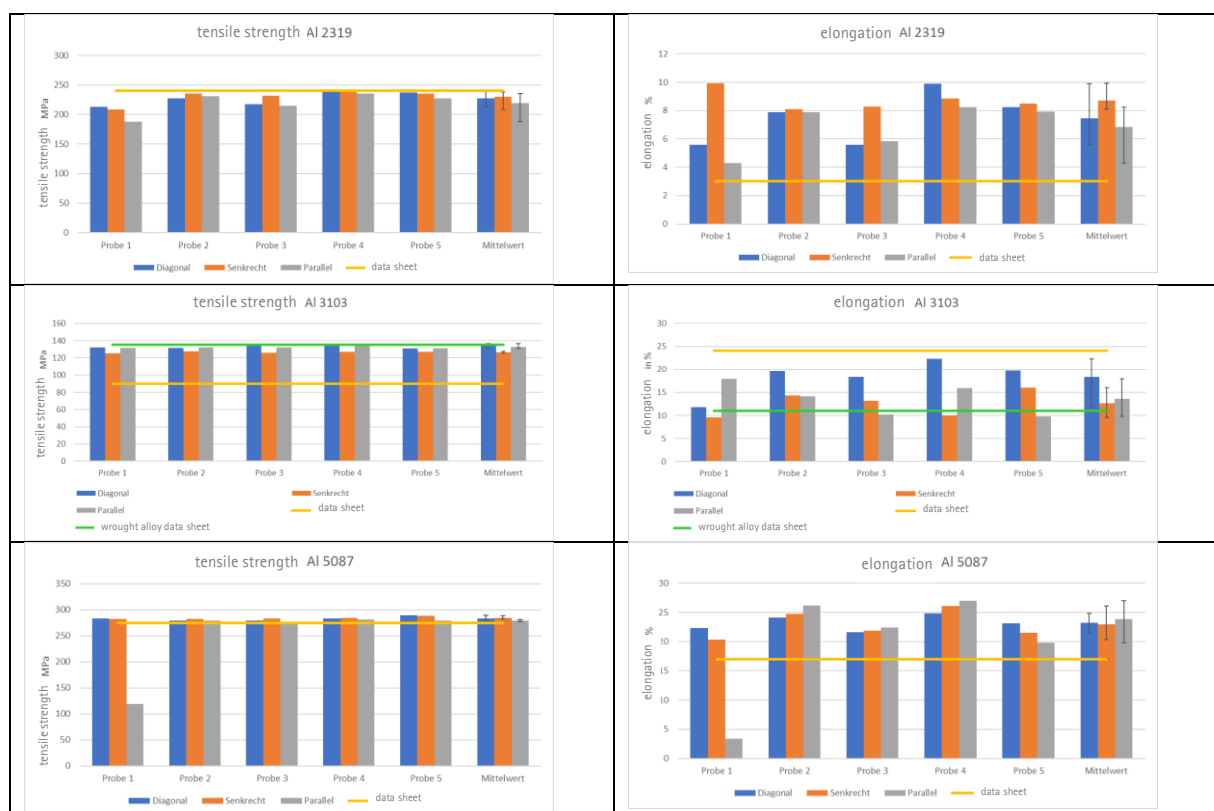 tensile strength Al 2319
300
250
200
150
100
50
0
tensile strength MPa
Probe 1 Probe 2 Probe 3 Probe 4 Probe 5 Mittelwert
Diagonal Senkrecht Parallel data sheet
elongation Al 2319
12
10
8
6
4
2
0
elongation %
Probe 1 Probe 2 Probe 3 Probe 4 Probe 5 Mittelwert
Diagonal Senkrecht Parallel data sheet
tensile strength Al 3103
160
140
120
100
80
60
40
20
0
tensile strength MPa
Probe 1 Probe 2 Probe 3 Probe 4 Probe 5 Mittelwert
Diagonal Senkrecht
Parallel data sheet
wrought alloy data sheet
elongation Al 3103
30
25
20
15
10
5
0
elongation in %
Probe 1 Probe 2 Probe 3 Probe 4 Probe 5 Mittelwert
Diagonal Senkrecht
Parallel data sheet
wrought alloy data sheet
tensile strength Al 5087
350
300
250
200
150
100
50
0
tensile strength MPa
Probe 1 Probe 2 Probe 3 Probe 4 Probe 5 Mittelwert
Diagonal Senkrecht Parallel data sheet
elongation Al 5087
30
25
20
15
10
5
0
elongation %
Probe 1 Probe 2 Probe 3 Probe 4 Probe 5 Mittelwert
Diagonal Senkrecht Parallel data sheet